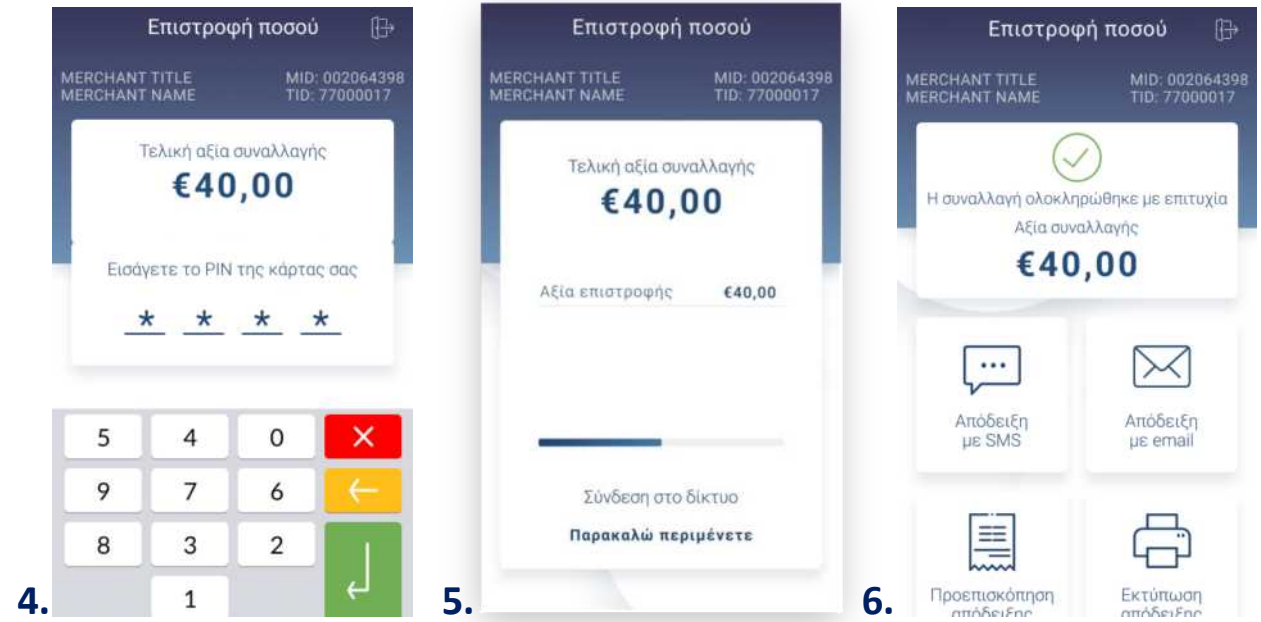 Επιστροφή ποσού
MERCHANT TITLE MID: 002064398
MERCHANT NAME TID: 77000017
Τελική αξία συναλλαγής
€40,00
Εισάγετε το PIN της κάρτας σας
* * * *
5 4 0
9 7 6
8 3 2
1
4.
Επιστροφή ποσού
MERCHANT TITLE MID: 002064398
MERCHANT NAME TID: 77000017
Τελική αξία συναλλαγής
€40,00
Αξία επιστροφής €40,00
Σύνδεση στο δίκτυο
Παρακαλώ περιμένετε
5.
Επιστροφή ποσού
MERCHANT TITLE MID: 002064398
MERCHANT NAME TID: 77000017
Η συναλλαγή ολοκληρώθηκε με επιτυχία
Αξία συναλλαγής
€40,00
Απόδειξη
με SMS
Απόδειξη
με email
Προεπισκόπηση
απόδειξης
Εκτύπωση
απόδειξης
6.